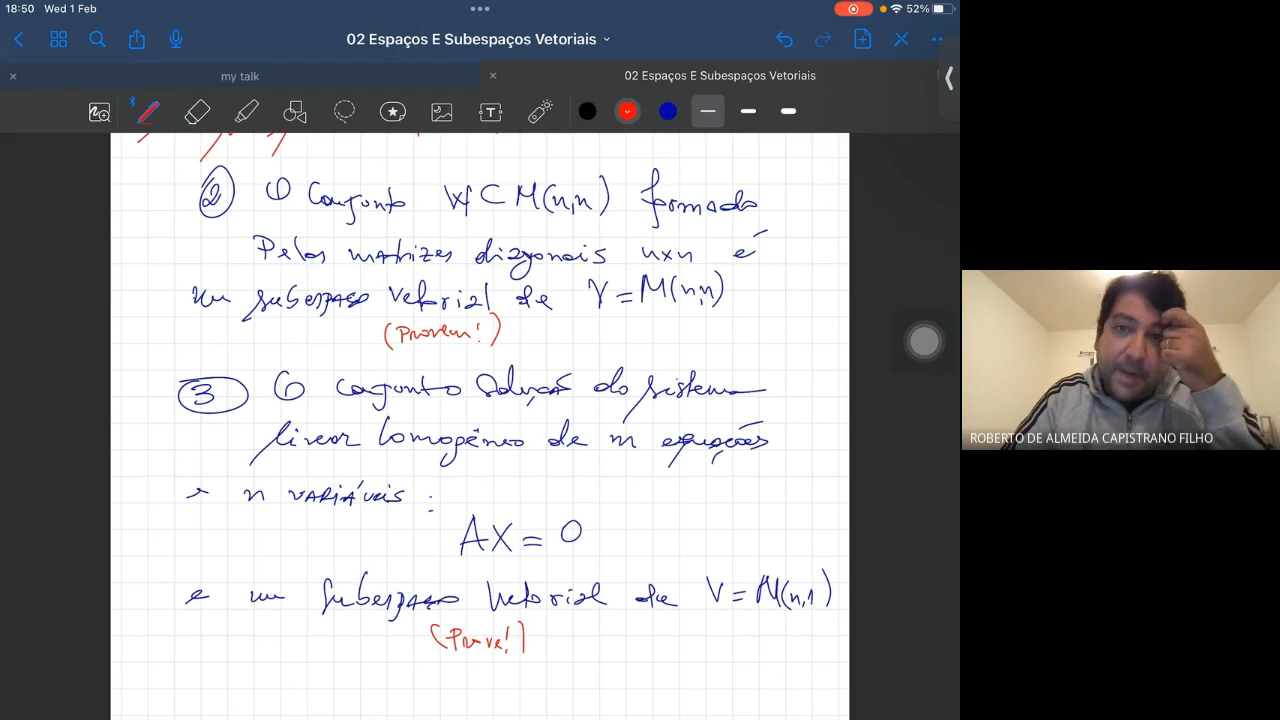 18:50 Wed 1 Feb
52%
02 Espaços E Subespaços Vetoriais
my talk
02 Espaços E Subespaços Vetoriais
② O conjunto W ⊂ M(n,n) formado
Pelas matrizes diagonais n×n é
um subespaço vetorial de V = M(n,n)
(Provem!)
③ O conjunto solução do sistema
linear homogêneo de m equações
e n variáveis :
AX = 0
e um subespaço vetorial de V = M(n,1)
(Prove!)
ROBERTO DE ALMEIDA CAPISTRANO FILHO